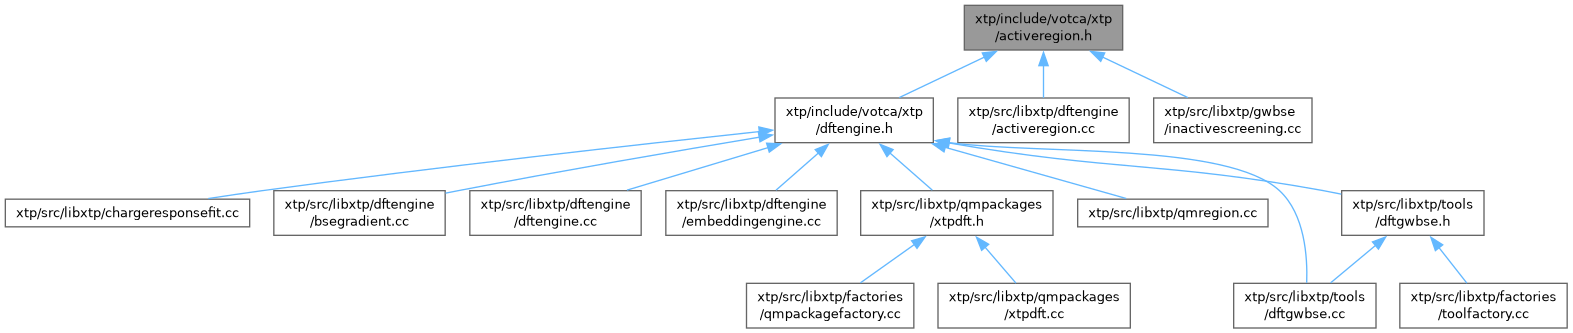 xtp/include/votca/xtp
/activeregion.h
xtp/include/votca/xtp
/dftengine.h
xtp/src/libxtp/dftengine
/activeregion.cc
xtp/src/libxtp/gwbse
/inactivescreening.cc
xtp/src/libxtp/chargeresponsefit.cc
xtp/src/libxtp/dftengine
/bsegradient.cc
xtp/src/libxtp/dftengine
/dftengine.cc
xtp/src/libxtp/dftengine
/embeddingengine.cc
xtp/src/libxtp/qmpackages
/xtpdft.h
xtp/src/libxtp/qmregion.cc
xtp/src/libxtp/tools
/dftgwbse.h
xtp/src/libxtp/factories
/qmpackagefactory.cc
xtp/src/libxtp/qmpackages
/xtpdft.cc
xtp/src/libxtp/tools
/dftgwbse.cc
xtp/src/libxtp/factories
/toolfactory.cc